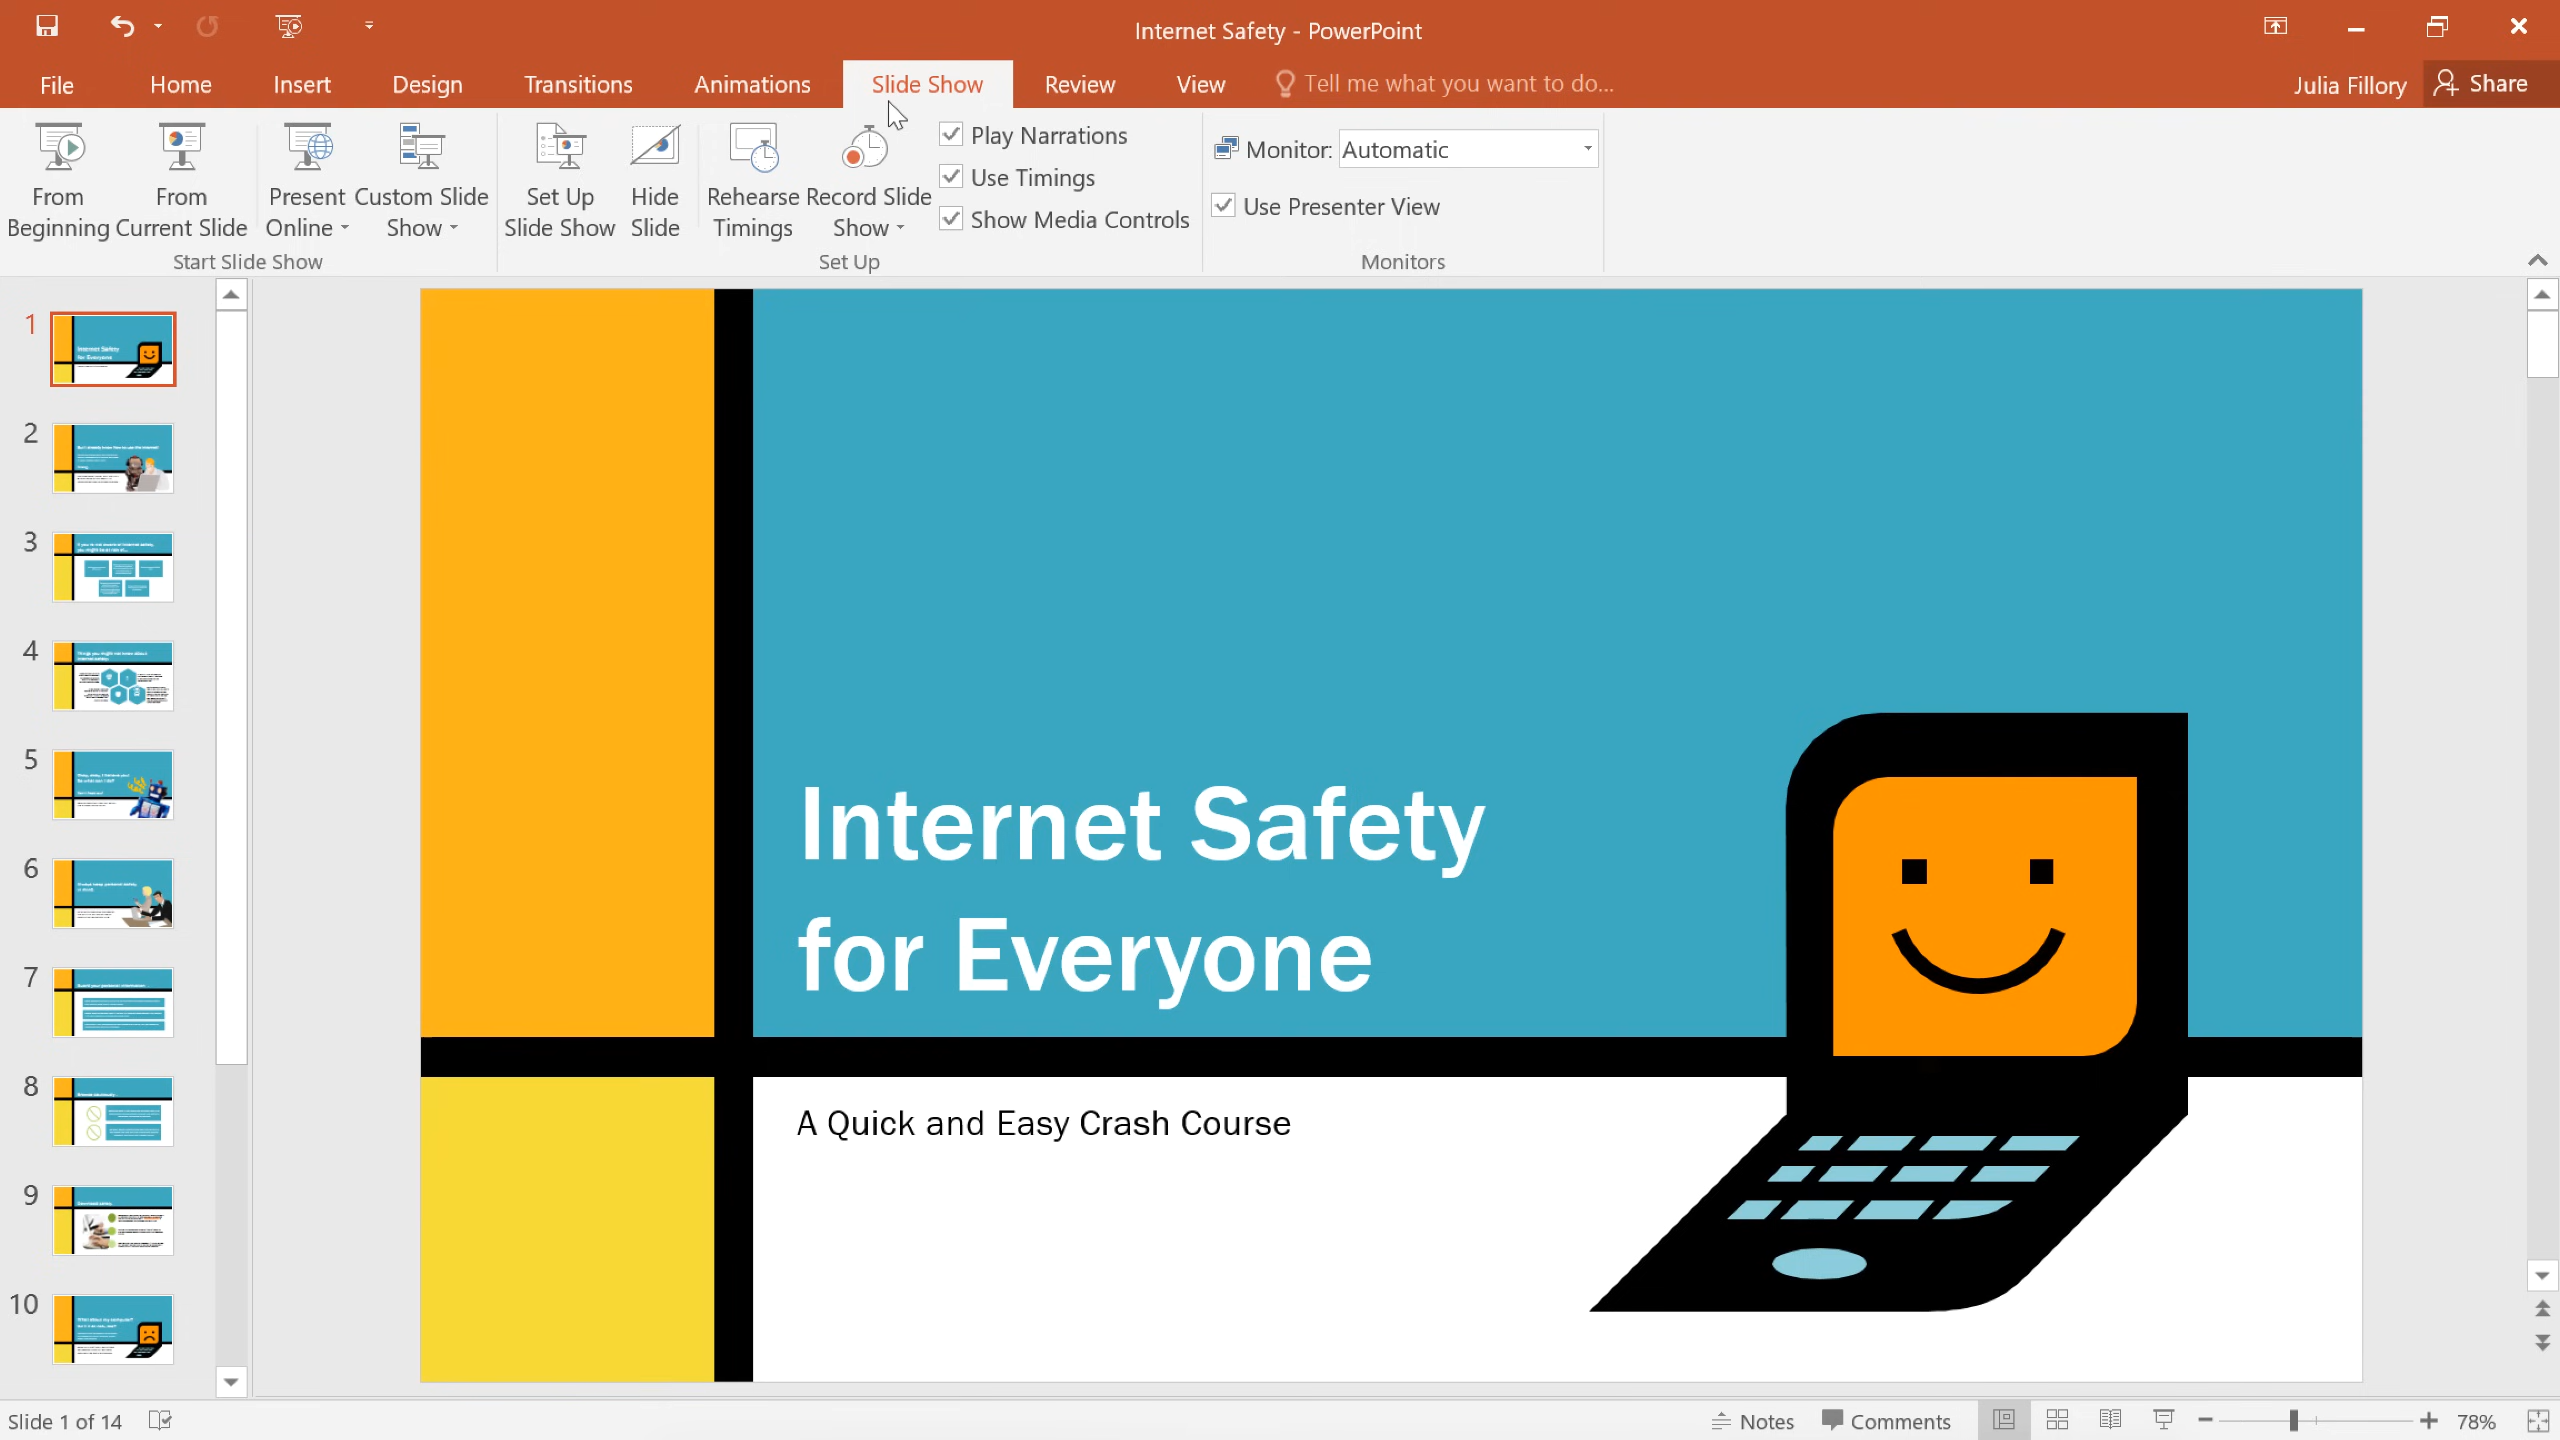 Internet Safety - PowerPoint
File Home Insert Design Transitions Animations Slide Show Review View Tell me what you want to do... Julia Fillory Share
From Beginning
From Current Slide
Present Online
Custom Slide Show
Start Slide Show
Set Up Slide Show
Hide Slide
Rehearse Timings
Record Slide Show
Play Narrations
Use Timings
Show Media Controls
Set Up
Monitor: Automatic
Use Presenter View
Monitors
1
Internet Safety
for Everyone
2
3
4
5
6
7
8
9
10
Internet Safety
for Everyone
A Quick and Easy Crash Course
Slide 1 of 14
Notes Comments 78%